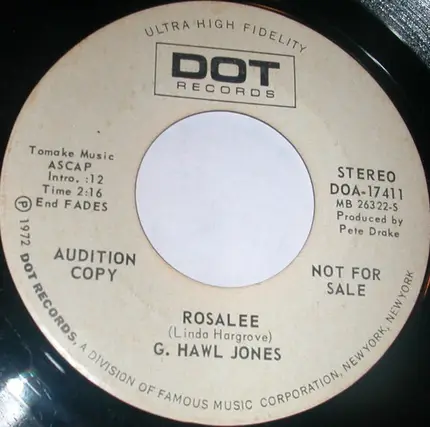 ULTRA HIGH FIDELITY
DOT
RECORDS
Tomake Music
ASCAP
Intro. :12
Time 2:16
End FADES
STEREO
DOA-17411
MB 26322-S
Produced by
Pete Drake
AUDITION
COPY
NOT FOR
SALE
ROSALEE
(Linda Hargrove)
G. HAWL JONES
Ⓟ 1972 DOT RECORDS, A DIVISION OF FAMOUS MUSIC CORPORATION, NEW YORK, NEW YORK